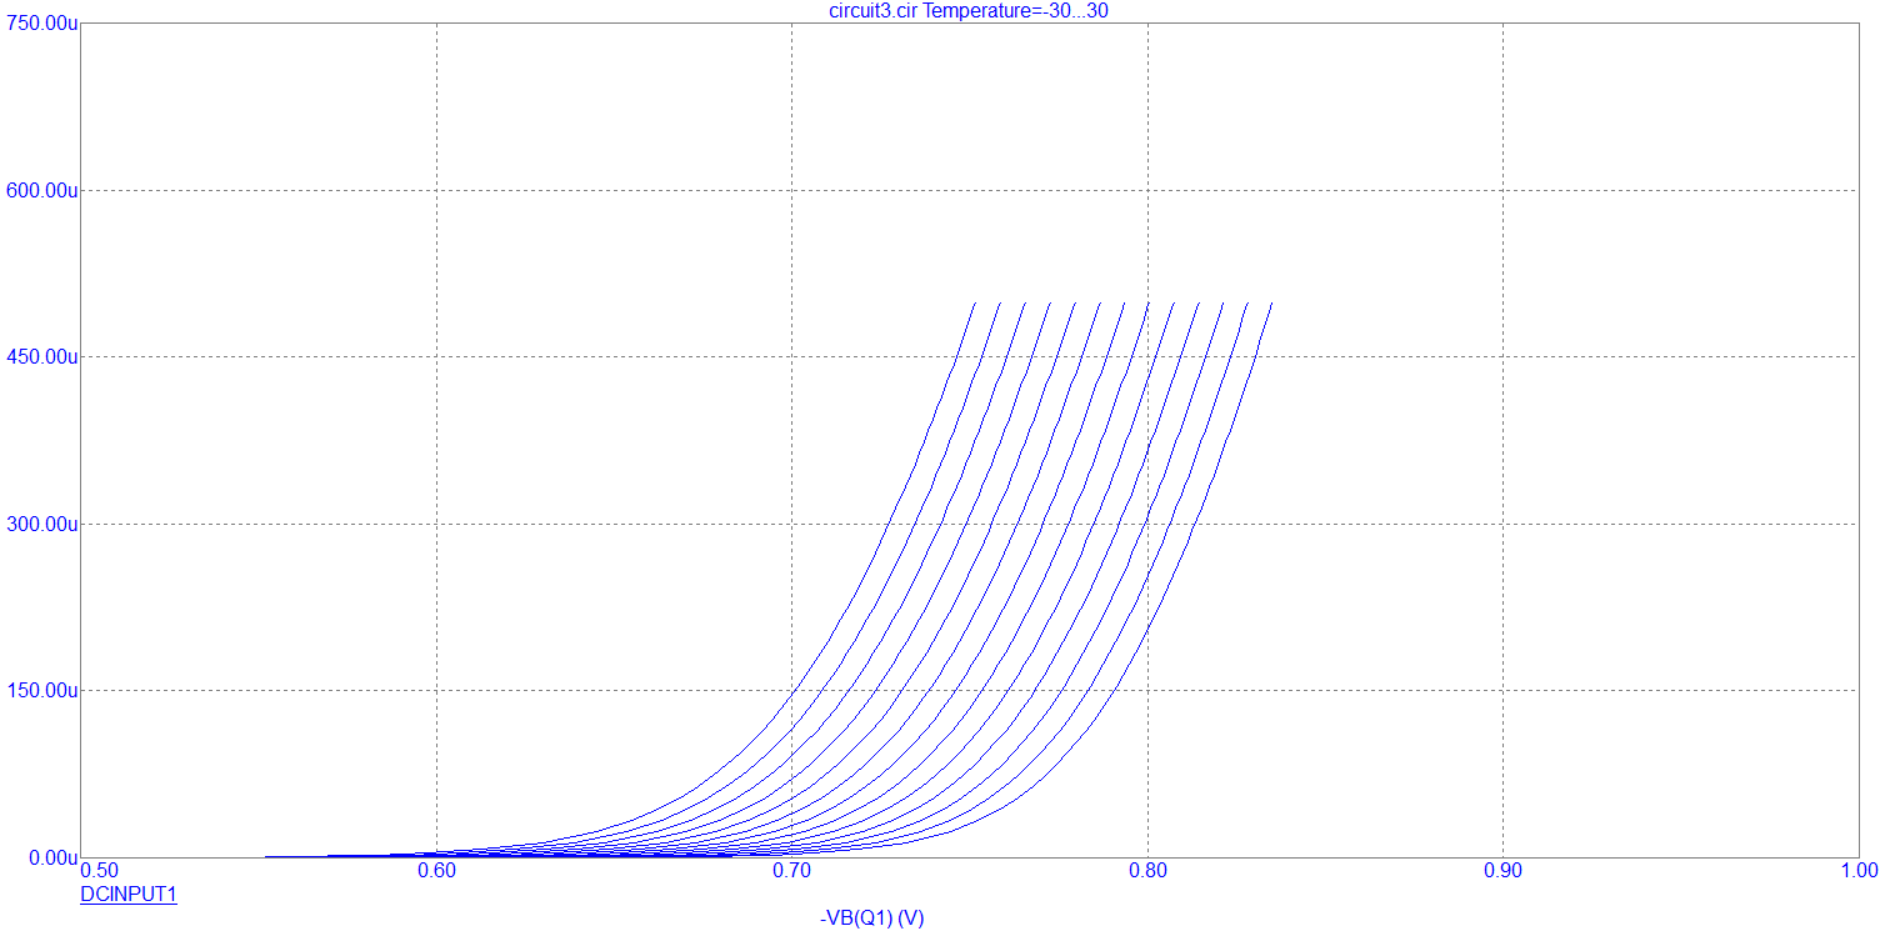 circuit3.cir Temperature=-30...30
750.00u
600.00u
450.00u
300.00u
150.00u
0.00u
0.50 0.60 0.70 0.80 0.90 1.00
DCINPUT1
-VB(Q1) (V)